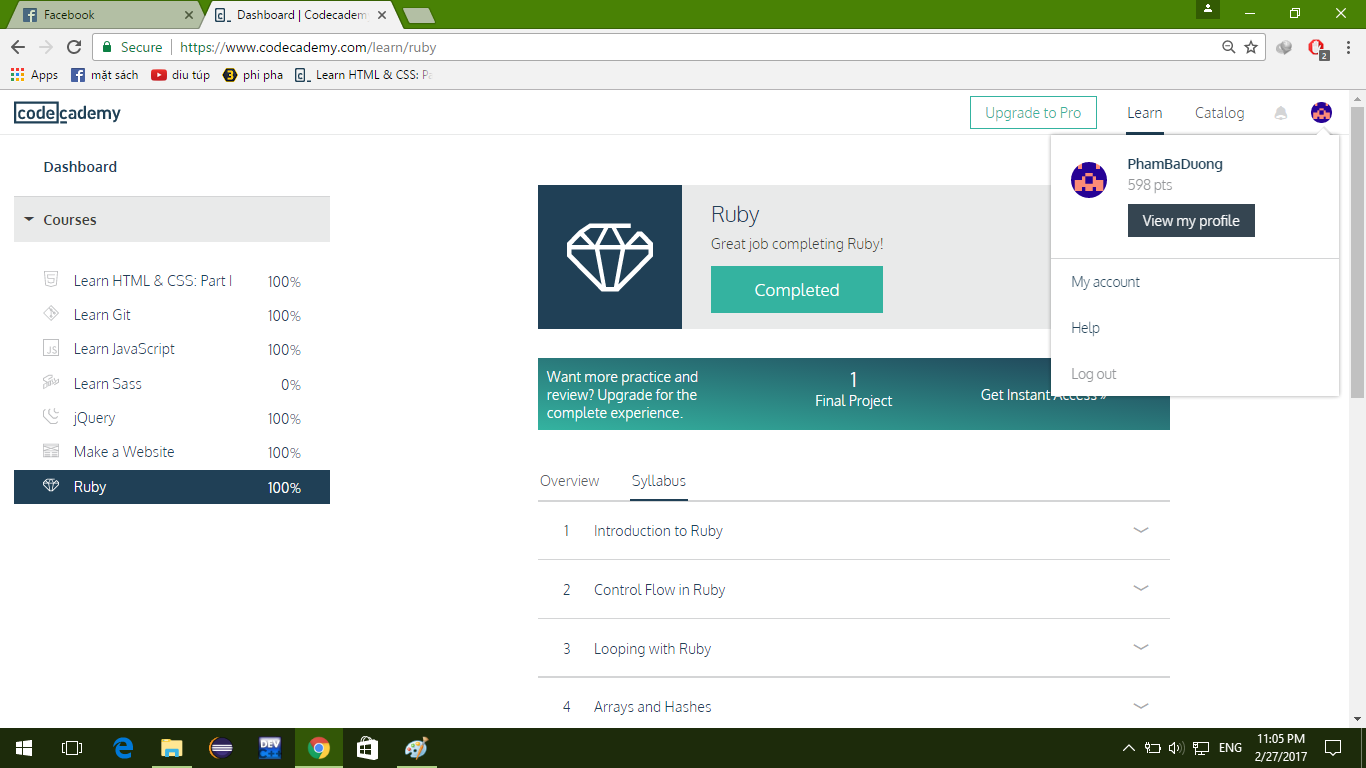 Facebook
Dashboard | Codecadem
Secure
https://www.codecademy.com/learn/ruby
2
Apps
mặt sách
diu túp
phi pha
Learn HTML & CSS: Pa
codecademy
Upgrade to Pro
Learn
Catalog
Dashboard
Courses
Learn HTML & CSS: Part I 100%
Learn Git 100%
Learn JavaScript 100%
Learn Sass 0%
jQuery 100%
Make a Website 100%
Ruby 100%
Ruby
Great job completing Ruby!
Completed
PhamBaDuong
598 pts
View my profile
My account
Help
Log out
Want more practice and
review? Upgrade for the
complete experience.
1
Final Project
Get Instant Access »
Overview
Syllabus
1 Introduction to Ruby
2 Control Flow in Ruby
3 Looping with Ruby
4 Arrays and Hashes
DEV
ENG
11:05 PM
2/27/2017